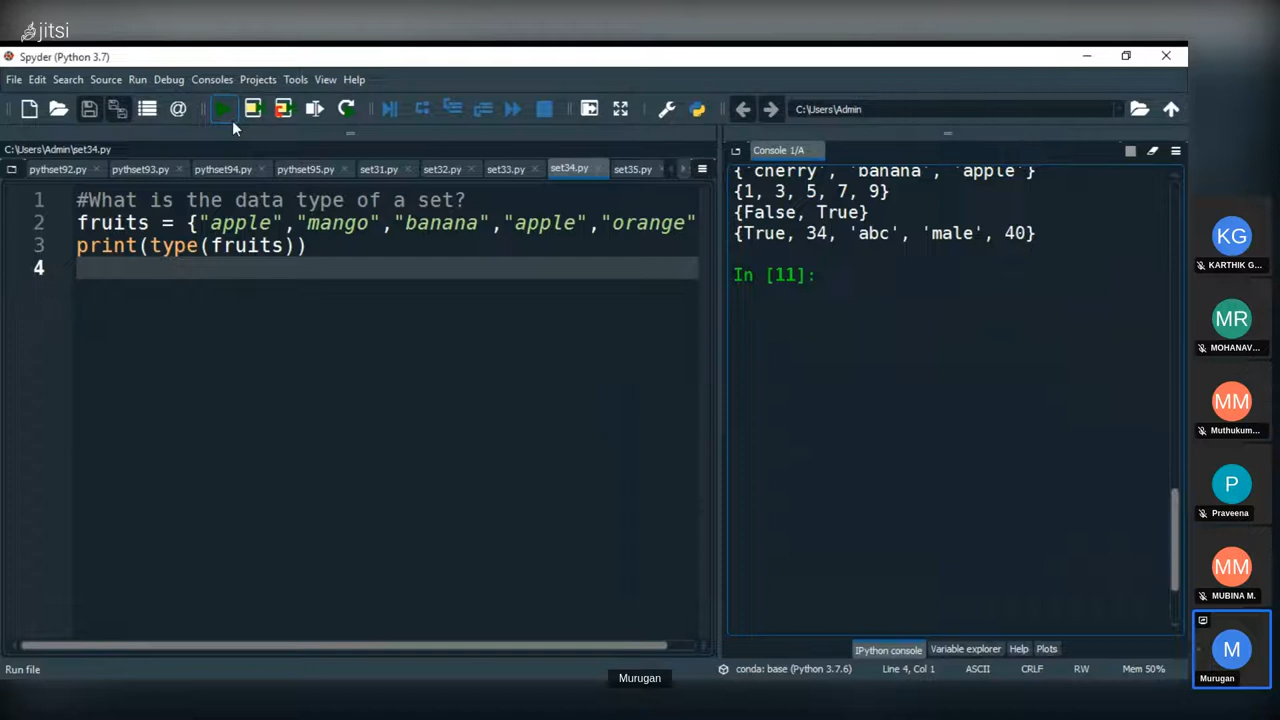 jitsi
Spyder (Python 3.7)
File Edit Search Source Run Debug Consoles Projects Tools View Help
C:\Users\Admin
C:\Users\Admin\set34.py
pythset92.py pythset93.py pythset94.py pythset95.py set31.py set32.py set33.py set34.py set35.py
1 #What is the data type of a set?
2 fruits = {"apple","mango","banana","apple","orange"
3 print(type(fruits))
4
Console 1/A
{'cherry', 'banana', 'apple'}
{1, 3, 5, 7, 9}
{False, True}
{True, 34, 'abc', 'male', 40}
In [11]:
IPython console Variable explorer Help Plots
Run file
conda: base (Python 3.7.6) Line 4, Col 1 ASCII CRLF RW Mem 50%
Murugan
KG
KARTHIK G...
MR
MOHANAV...
MM
Muthukum...
P
Praveena
MM
MUBINA M.
M
Murugan